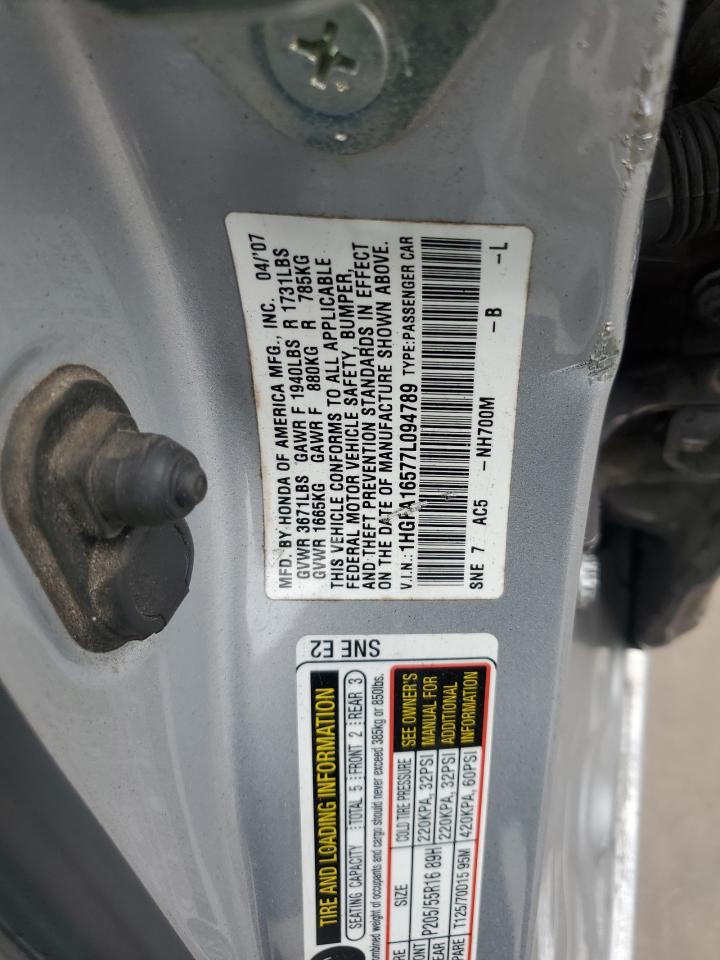 MFD. BY HONDA OF AMERICA MFG., INC. 04/'07
GVWR 3671LBS GAWR F 1940LBS R 1731LBS
GVWR 1665KG GAWR F 880KG R 785KG
THIS VEHICLE CONFORMS TO ALL APPLICABLE
FEDERAL MOTOR VEHICLE SAFETY, BUMPER,
AND THEFT PREVENTION STANDARDS IN EFFECT
ON THE DATE OF MANUFACTURE SHOWN ABOVE.
V.I.N.: 1HGFA16577L094789 TYPE:PASSENGER CAR
SNE 7 AC5 -NH700M -B -L
SNE E2
TIRE AND LOADING INFORMATION
SEATING CAPACITY TOTAL 5 FRONT 2 REAR 3
combined weight of occupants and cargo should never exceed 385kg or 850lbs.
SIZE COLD TIRE PRESSURE SEE OWNER'S
P205/55R16 89H 220KPA, 32PSI MANUAL FOR
220KPA, 32PSI ADDITIONAL
T125/70D15 95M 420KPA, 60PSI INFORMATION